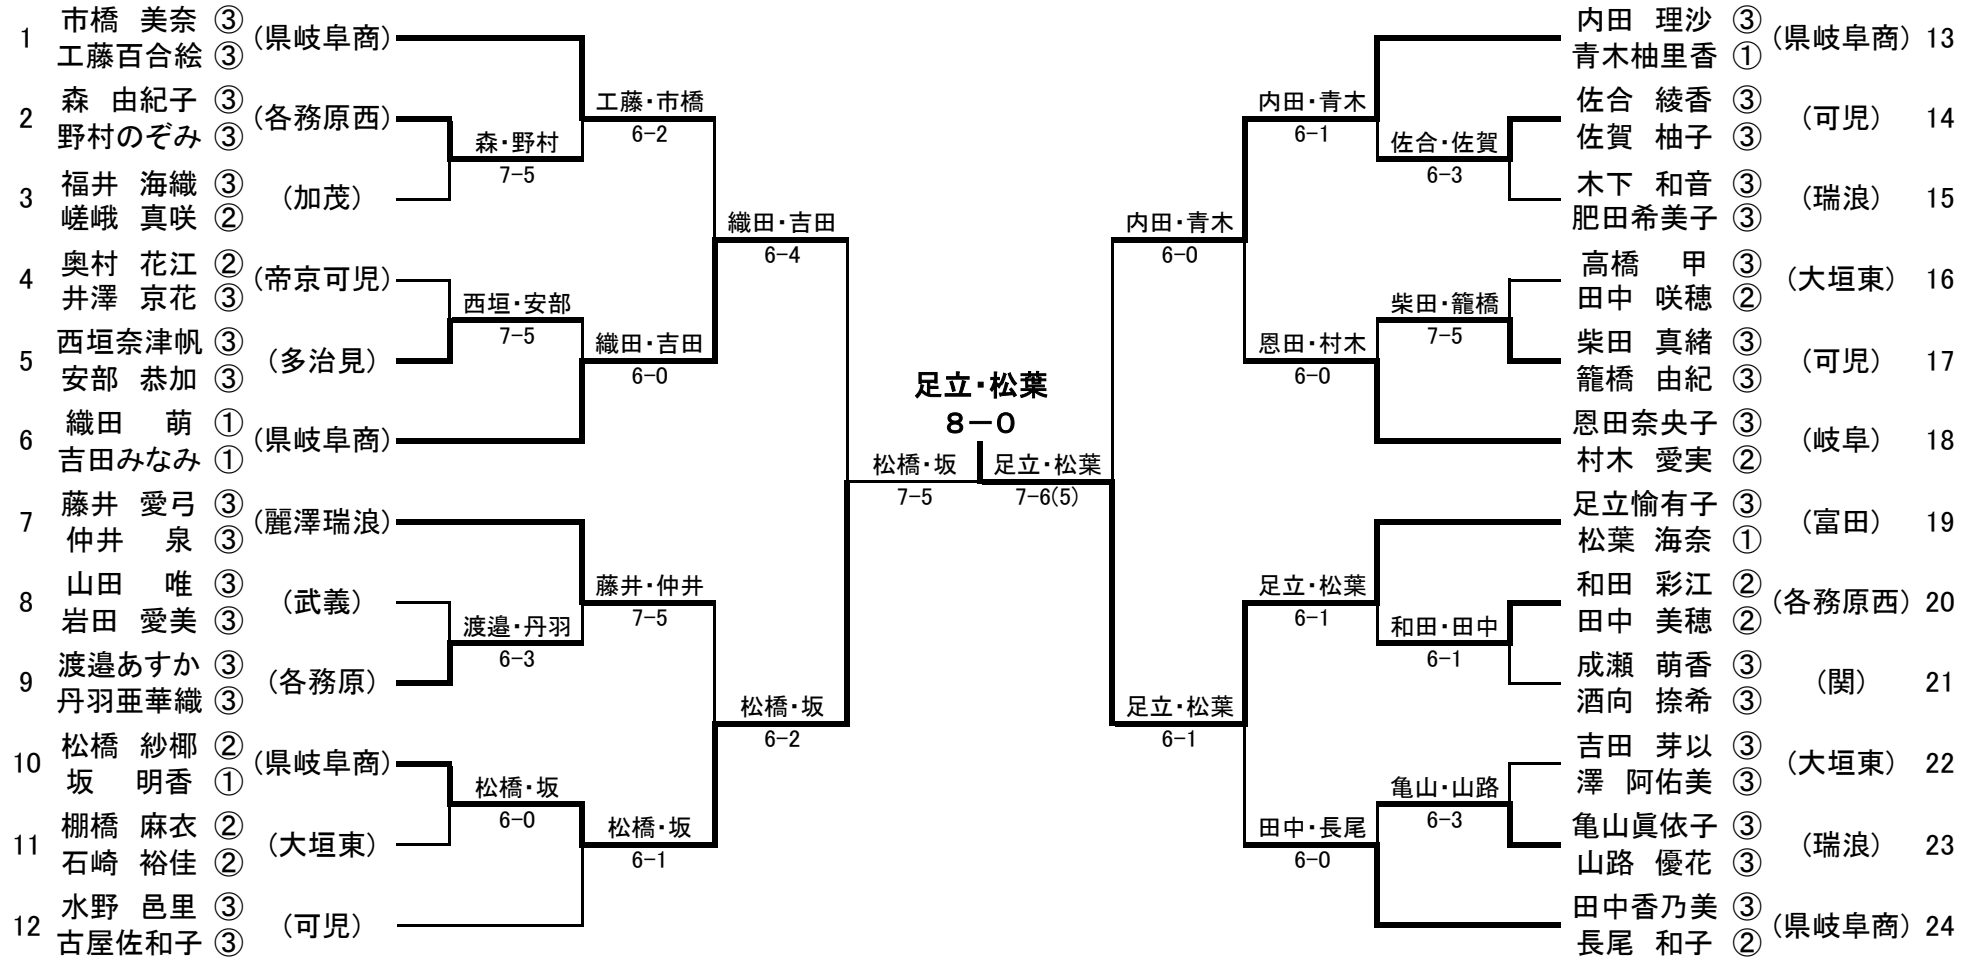 1 市橋 美奈 ③ (県岐阜商)
工藤百合絵 ③
2 森 由紀子 ③ (各務原西)
野村のぞみ ③
3 福井 海織 ③ (加茂)
嵯峨 真咲 ②
4 奥村 花江 ② (帝京可児)
井澤 京花 ③
5 西垣奈津帆 ③ (多治見)
安部 恭加 ③
6 織田 萌 ① (県岐阜商)
吉田みなみ ①
7 藤井 愛弓 ③ (麗澤瑞浪)
仲井 泉 ③
8 山田 唯 ③ (武義)
岩田 愛美 ③
9 渡邉あすか ③ (各務原)
丹羽亜華織 ③
10 松橋 紗椰 ② (県岐阜商)
坂 明香 ①
11 棚橋 麻衣 ② (大垣東)
石崎 裕佳 ②
12 水野 邑里 ③ (可児)
古屋佐和子 ③
森・野村
7-5
西垣・安部
7-5
渡邉・丹羽
6-3
松橋・坂
6-0
工藤・市橋
6-2
織田・吉田
6-0
藤井・仲井
7-5
松橋・坂
6-1
織田・吉田
6-4
松橋・坂
6-2
松橋・坂
7-5
足立・松葉
8-0
足立・松葉
7-6(5)
内田・青木
6-0
足立・松葉
6-1
内田・青木
6-1
恩田・村木
6-0
足立・松葉
6-1
田中・長尾
6-0
佐合・佐賀
6-3
柴田・籠橋
7-5
和田・田中
6-1
亀山・山路
6-3
内田 理沙 ③ (県岐阜商) 13
青木柚里香 ①
佐合 綾香 ③ (可児) 14
佐賀 柚子 ③
木下 和音 ③ (瑞浪) 15
肥田希美子 ③
高橋 甲 ③ (大垣東) 16
田中 咲穂 ②
柴田 真緒 ③ (可児) 17
籠橋 由紀 ③
恩田奈央子 ③ (岐阜) 18
村木 愛実 ②
足立愉有子 ③ (富田) 19
松葉 海奈 ①
和田 彩江 ② (各務原西) 20
田中 美穂 ②
成瀬 萌香 ③ (関) 21
酒向 捺希 ③
吉田 芽以 ③ (大垣東) 22
澤 阿佑美 ③
亀山眞依子 ③ (瑞浪) 23
山路 優花 ③
田中香乃美 ③ (県岐阜商) 24
長尾 和子 ②